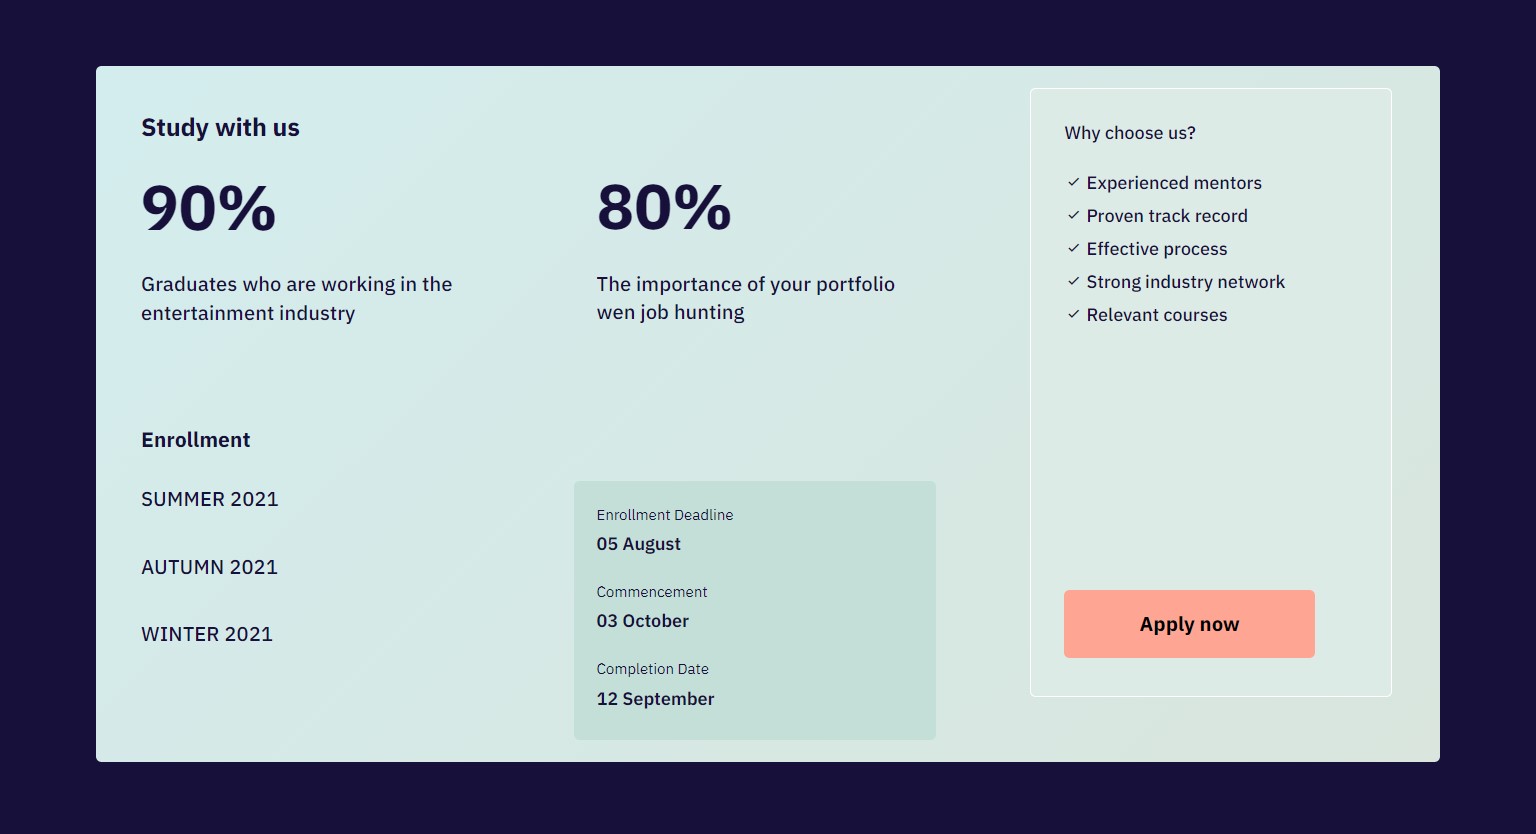 Study with us
90%
Graduates who are working in the
entertainment industry
80%
The importance of your portfolio
wen job hunting
Enrollment
SUMMER 2021
AUTUMN 2021
WINTER 2021
Enrollment Deadline
05 August
Commencement
03 October
Completion Date
12 September
Why choose us?
Experienced mentors
Proven track record
Effective process
Strong industry network
Relevant courses
Apply now